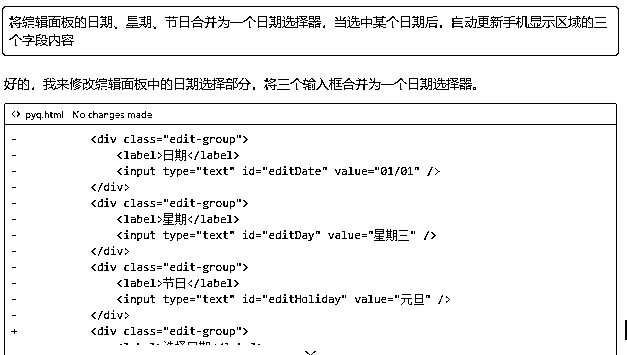 将编辑面板的日期、星期、节日合并为一个日期选择器，当选中某个日期后，自动更新手机显示区域的三
个字段内容
好的，我来修改编辑面板中的日期选择部分，将三个输入框合并为一个日期选择器。
<> pyq.html No changes made
- <div class="edit-group">
- <label>日期</label>
- <input type="text" id="editDate" value="01/01" />
- </div>
- <div class="edit-group">
- <label>星期</label>
- <input type="text" id="editDay" value="星期三" />
- </div>
- <div class="edit-group">
- <label>节日</label>
- <input type="text" id="editHoliday" value="元旦" />
- </div>
+ <div class="edit-group">